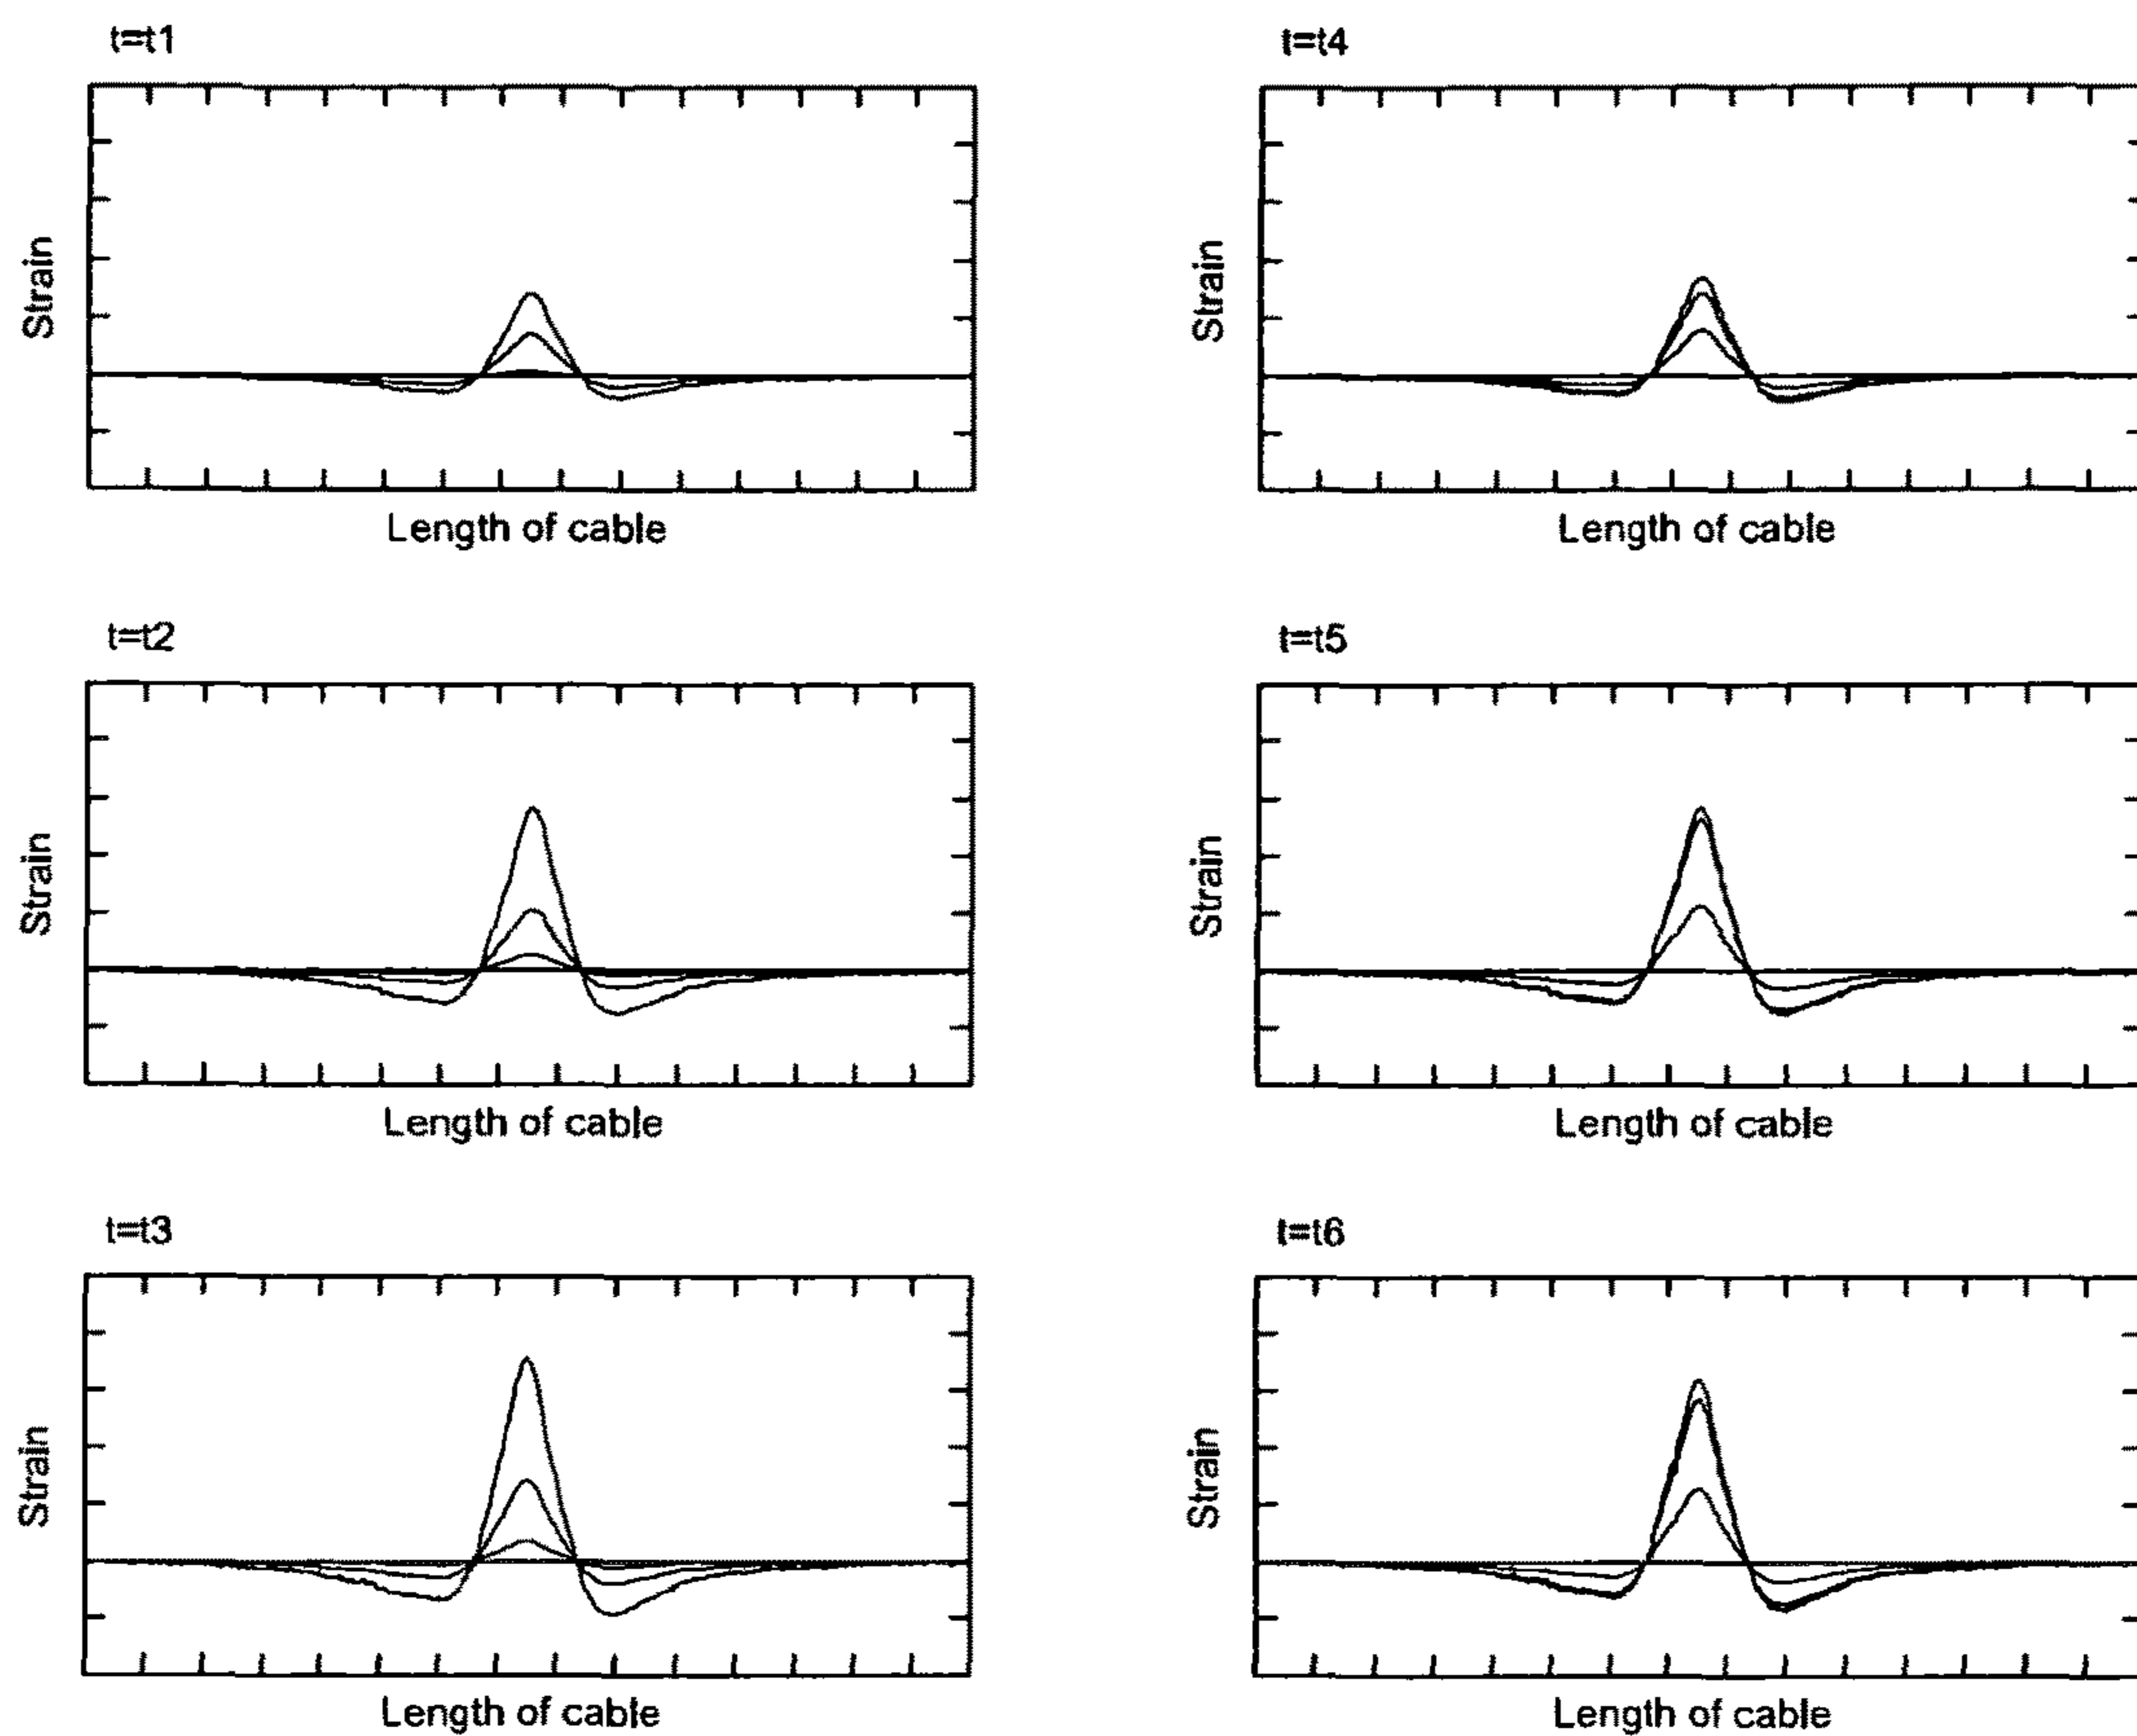 t=t1
Strain
Length of cable
t=t2
Strain
Length of cable
t=t3
Strain
Length of cable
t=t4
Strain
Length of cable
t=t5
Strain
Length of cable
t=t6
Strain
Length of cable